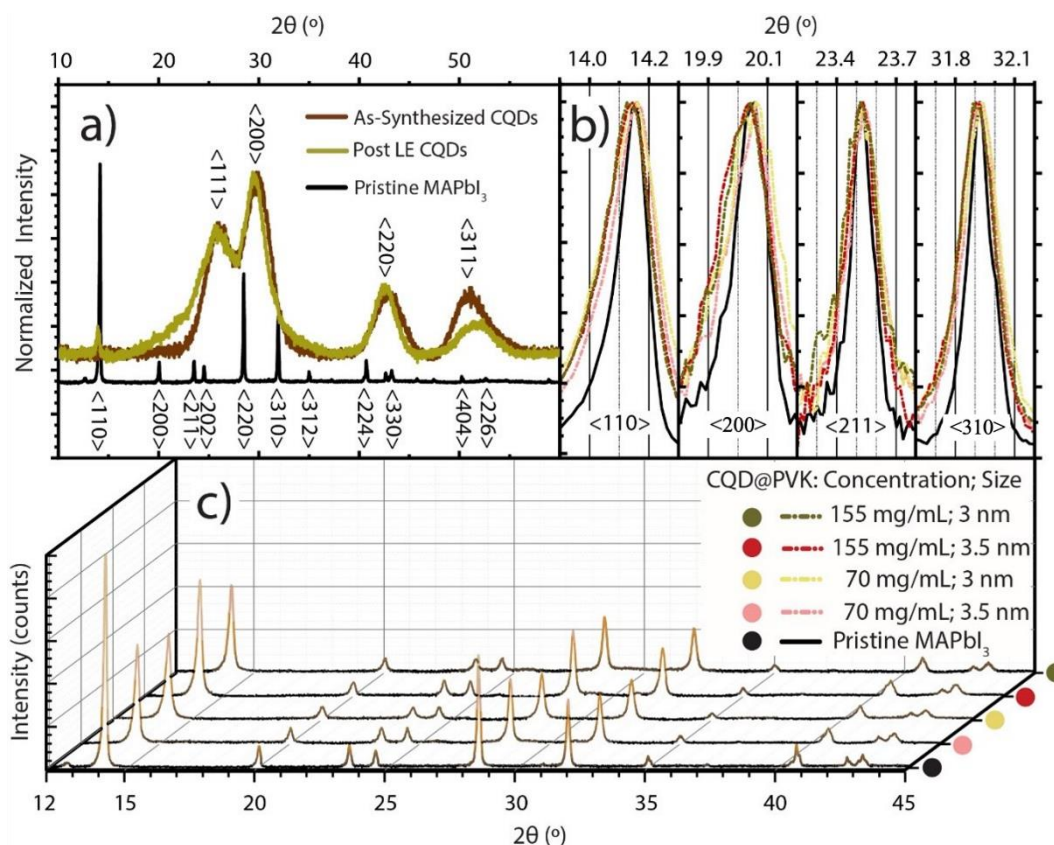 2θ (º)
2θ (º)
10 20 30 40 50
14.0 14.2 19.9 20.1 23.4 23.7 31.8 32.1
a)
As-Synthesized CQDs
Post LE CQDs
Pristine MAPbI₃
<111>
<200>
<220>
<311>
Normalized Intensity
<110>
<200>
<211>
<202>
<220>
<310>
<312>
<224>
<330>
<404>
<226>
b)
<110> <200> <211> <310>
c)
CQD@PVK: Concentration; Size
155 mg/mL; 3 nm
155 mg/mL; 3.5 nm
70 mg/mL; 3 nm
70 mg/mL; 3.5 nm
Pristine MAPbI₃
Intensity (counts)
12 15 20 25 30 35 40 45
2θ (º)